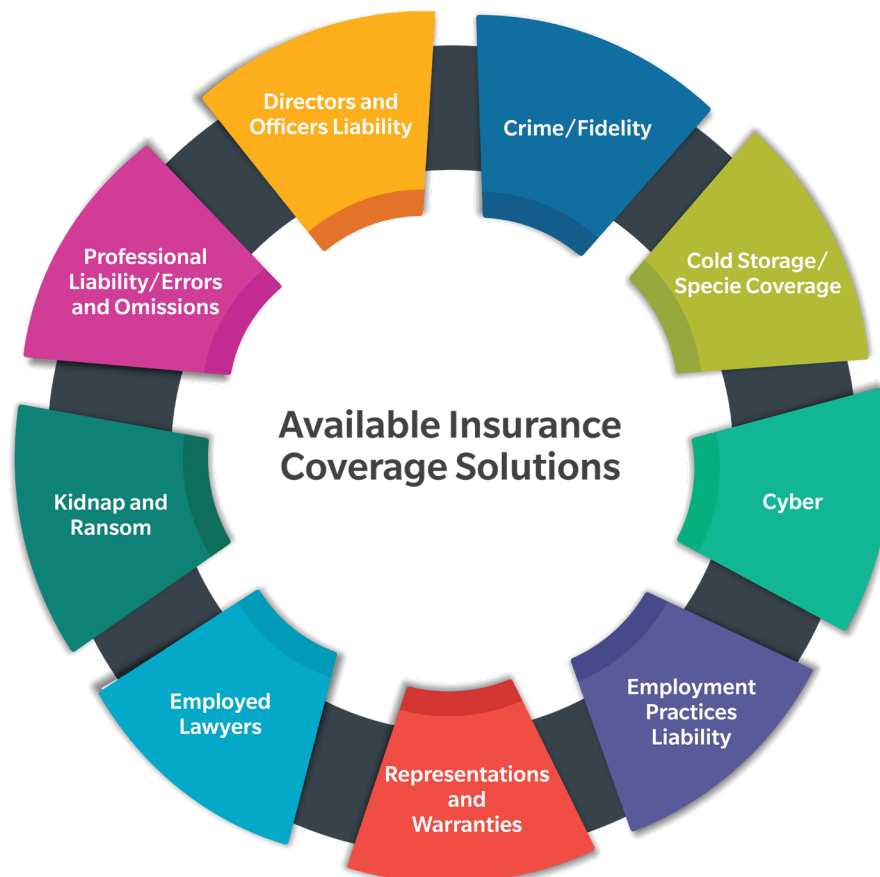 Available Insurance
Coverage Solutions
Directors and
Officers Liability
Crime/Fidelity
Cold Storage/
Specie Coverage
Cyber
Employment
Practices
Liability
Representations
and
Warranties
Employed
Lawyers
Kidnap and
Ransom
Professional
Liability/Errors
and Omissions